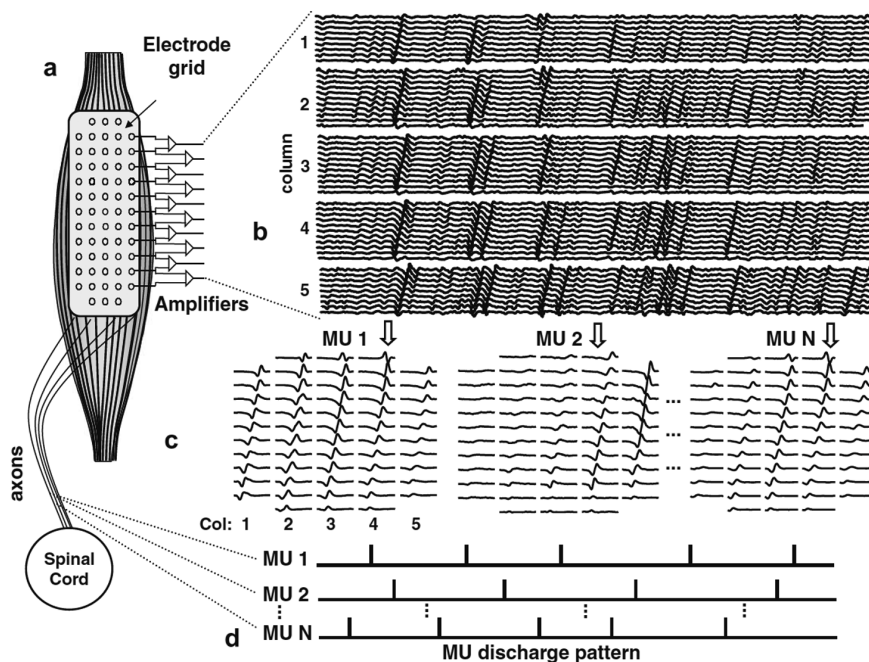 a
Electrode
grid
Amplifiers
axons
Spinal
Cord
b
column
1
2
3
4
5
c
MU 1
MU 2
MU N
...
...
...
Col: 1 2 3 4 5
d
MU 1
MU 2
MU N
MU discharge pattern